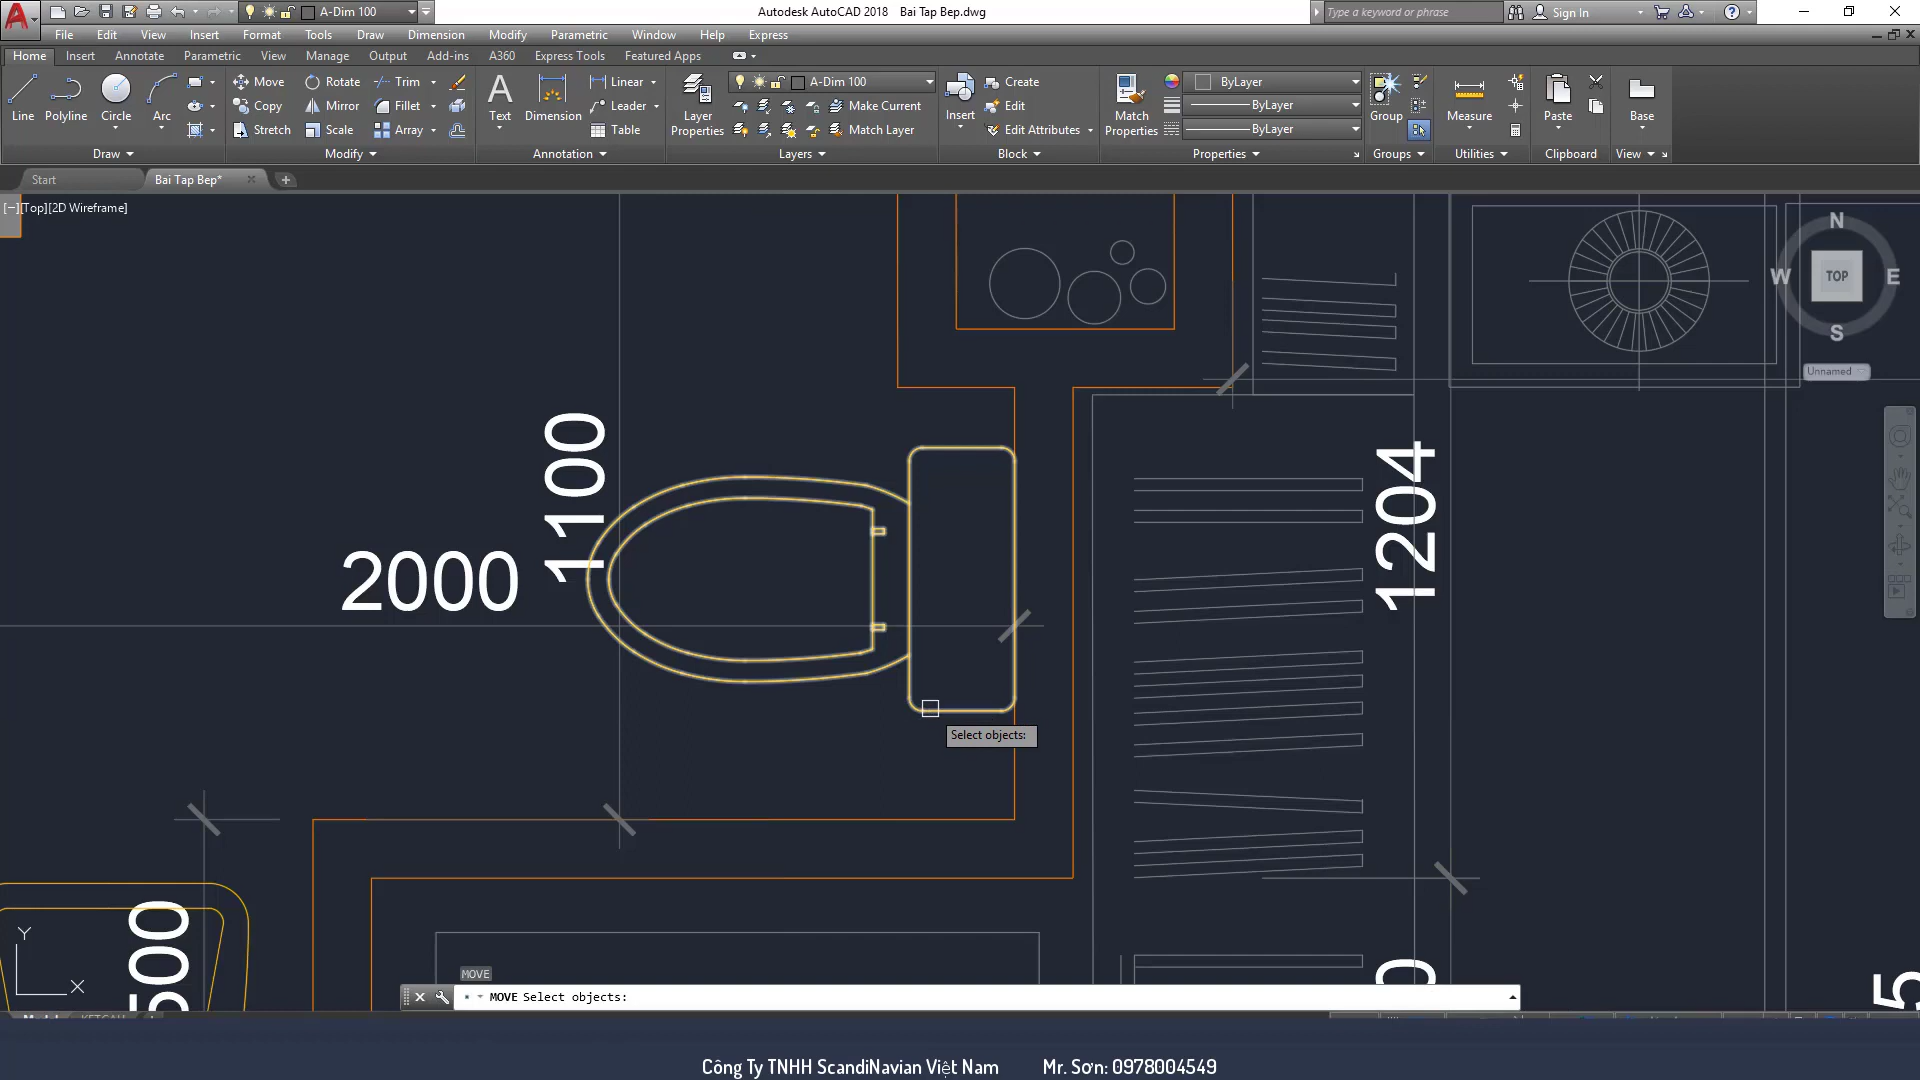 A-Dim 100
Autodesk AutoCAD 2018 Bai Tap Bep.dwg
Type a keyword or phrase
Sign In
File Edit View Insert Format Tools Draw Dimension Modify Parametric Window Help Express
Home Insert Annotate Parametric View Manage Output Add-ins A360 Express Tools Featured Apps
Line Polyline Circle Arc
Draw
Move Rotate Trim
Copy Mirror Fillet
Stretch Scale Array
Modify
Text Dimension
Linear
Leader
Table
Annotation
Layer Properties
A-Dim 100
Make Current
Match Layer
Layers
Insert
Create
Edit
Edit Attributes
Block
Match Properties
ByLayer
ByLayer
ByLayer
Properties
Group
Groups
Measure
Utilities
Paste
Clipboard
Base
View
Start
Bai Tap Bep*
[−][Top][2D Wireframe]
N
W TOP E
S
Unnamed
1100
2000
1204
Select objects:
Y
X
500
0
5
MOVE
MOVE Select objects:
Công Ty TNHH ScandiNavian Việt Nam Mr. Sơn: 0978004549